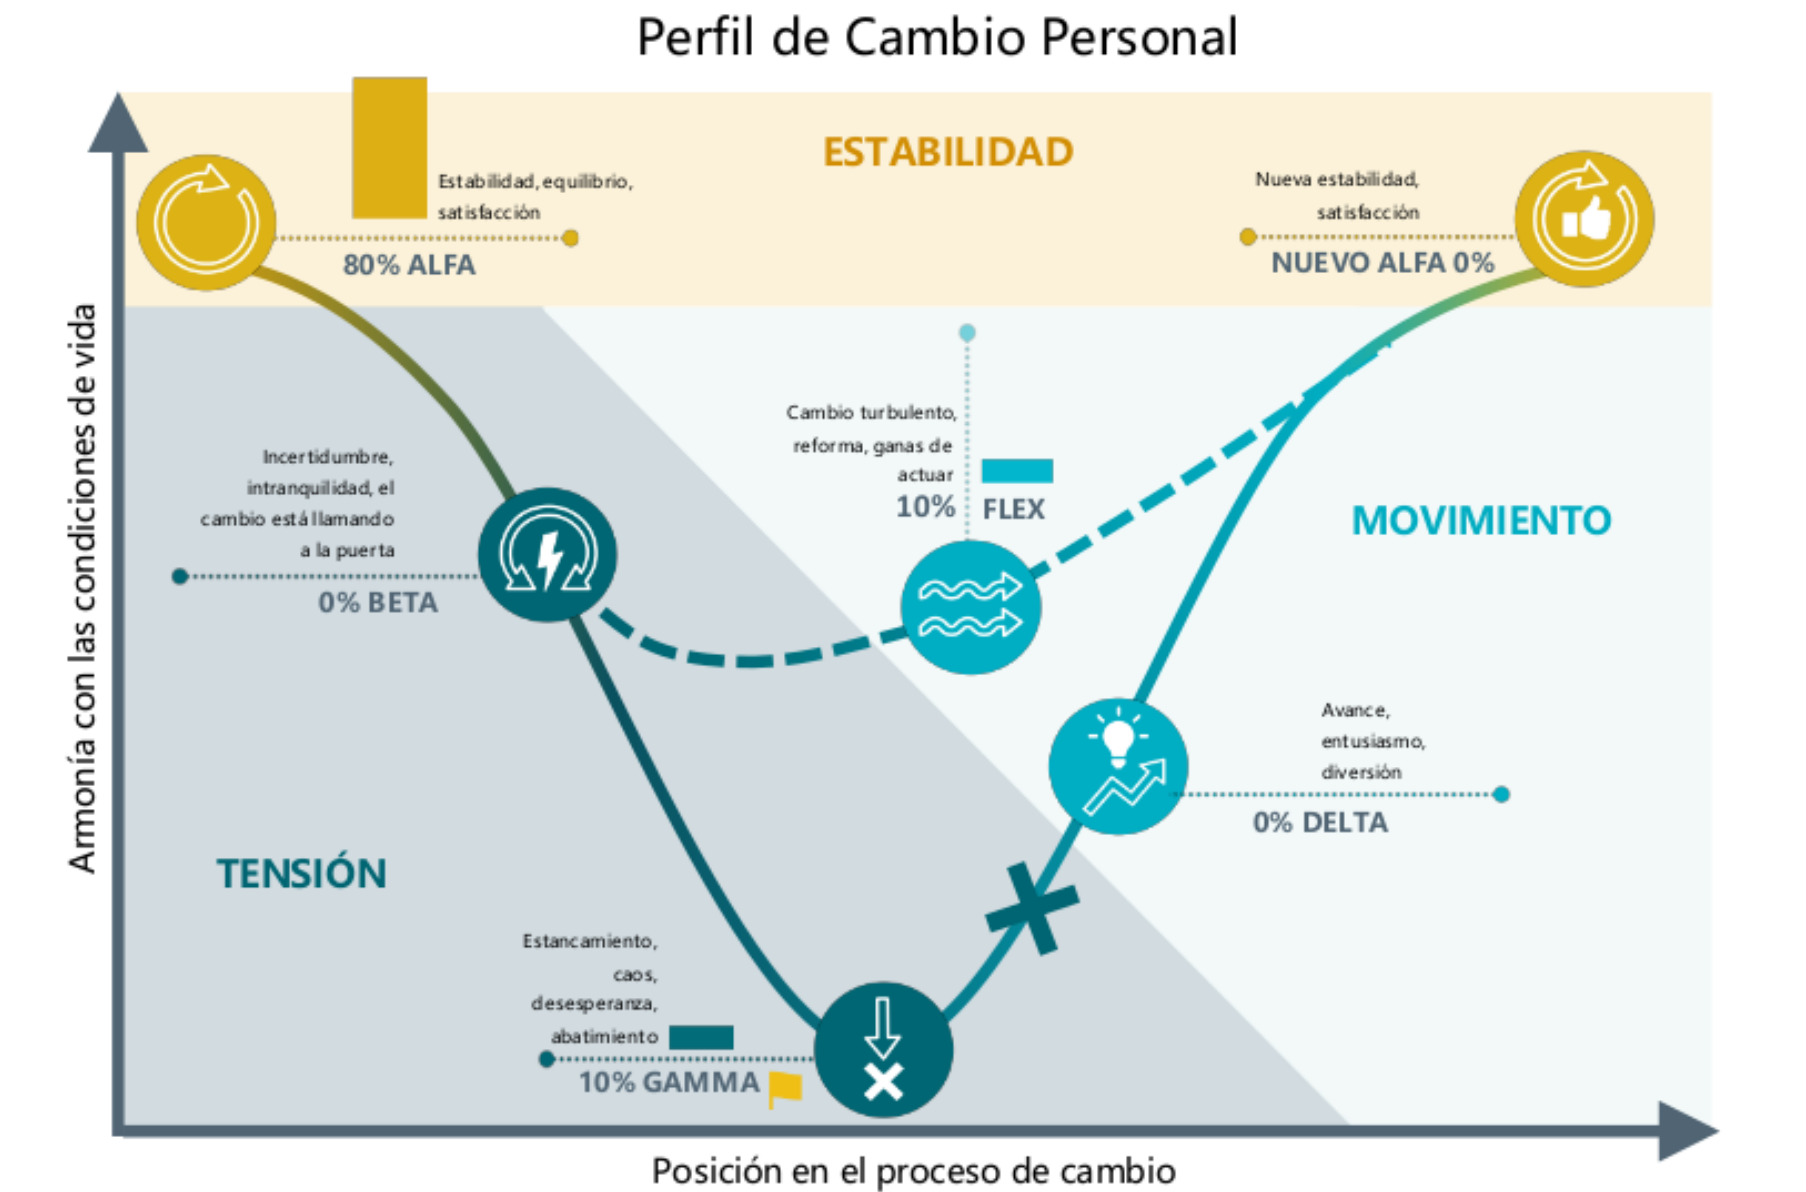 Perfil de Cambio Personal
ESTABILIDAD
Estabilidad, equilibrio,
satisfacción
80% ALFA
Nueva estabilidad,
satisfacción
NUEVO ALFA 0%
Armonía con las condiciones de vida
Cambio turbulento,
reforma, ganas de
actuar
10% FLEX
Incertidumbre,
intranquilidad, el
cambio está llamando
a la puerta
0% BETA
MOVIMIENTO
Avance,
entusiasmo,
diversión
0% DELTA
TENSIÓN
Estancamiento,
caos,
desesperanza,
abatimiento
10% GAMMA
Posición en el proceso de cambio